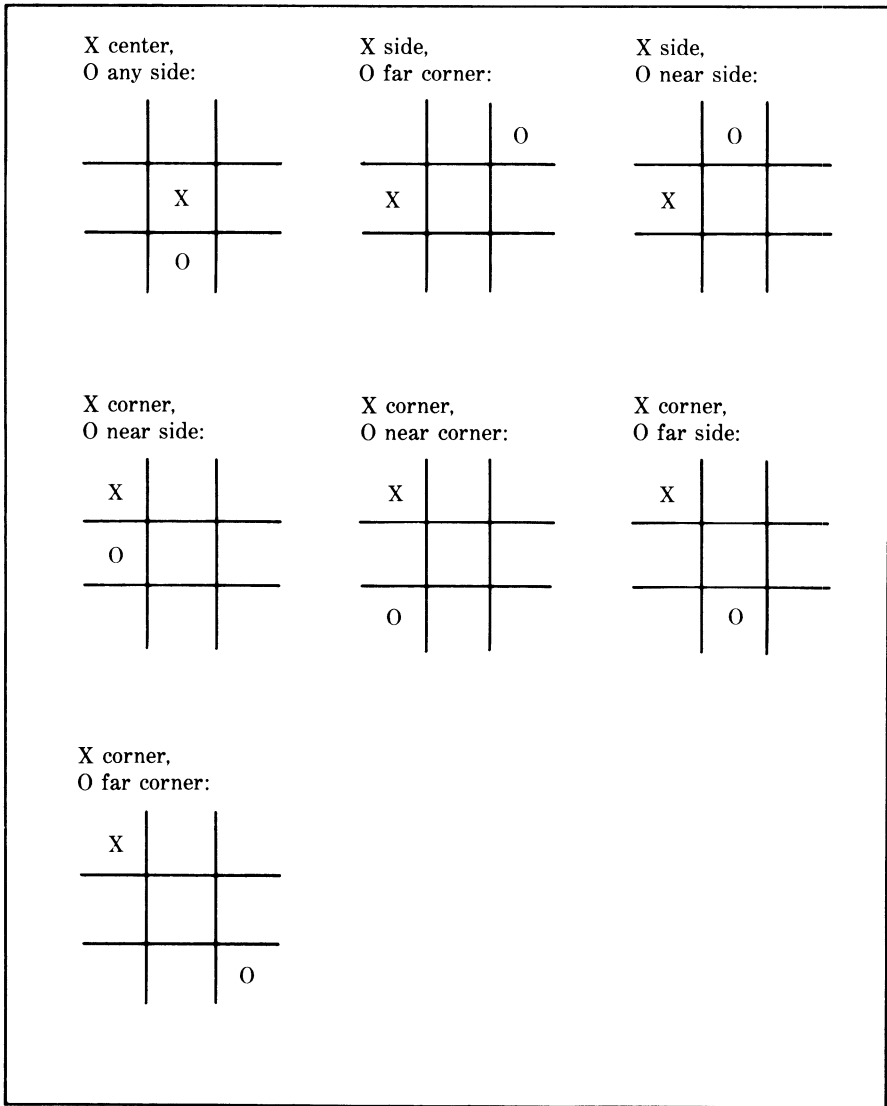 X center,
O any side:
X side,
O far corner:
X side,
O near side:
O
O
X
X
X
O
X corner,
O near side:
X corner,
O near corner:
X corner,
O far side:
X
X
X
O
O
O
X corner,
O far corner:
X
O